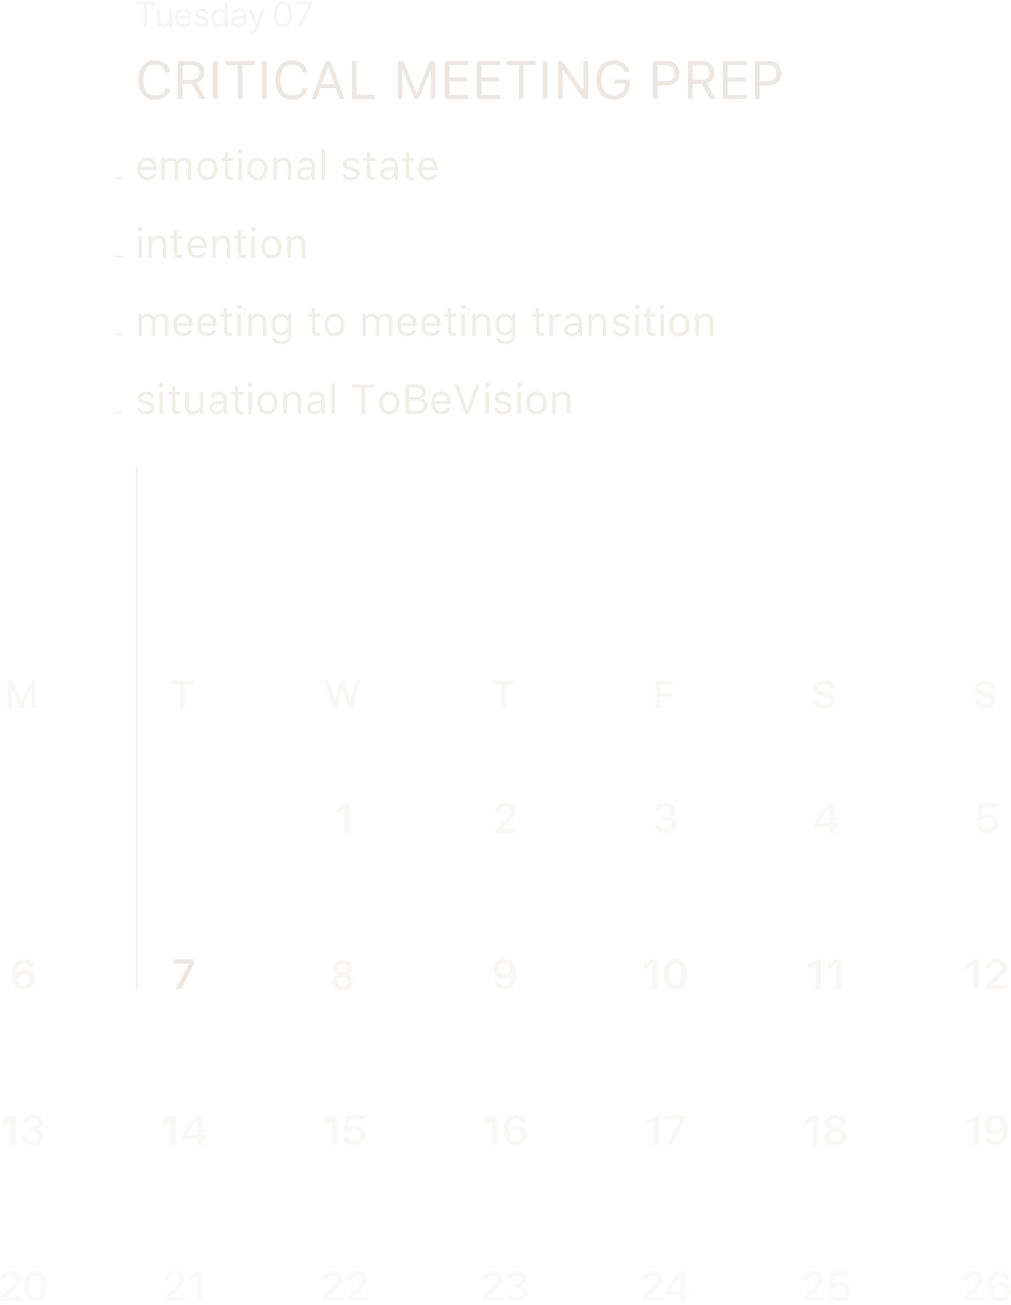 Tuesday 07
CRITICAL MEETING PREP
– emotional state
– intention
– meeting to meeting transition
– situational ToBeVision
M T W T F S S
1 2 3 4 5
6 7 8 9 10 11 12
13 14 15 16 17 18 19
20 21 22 23 24 25 26